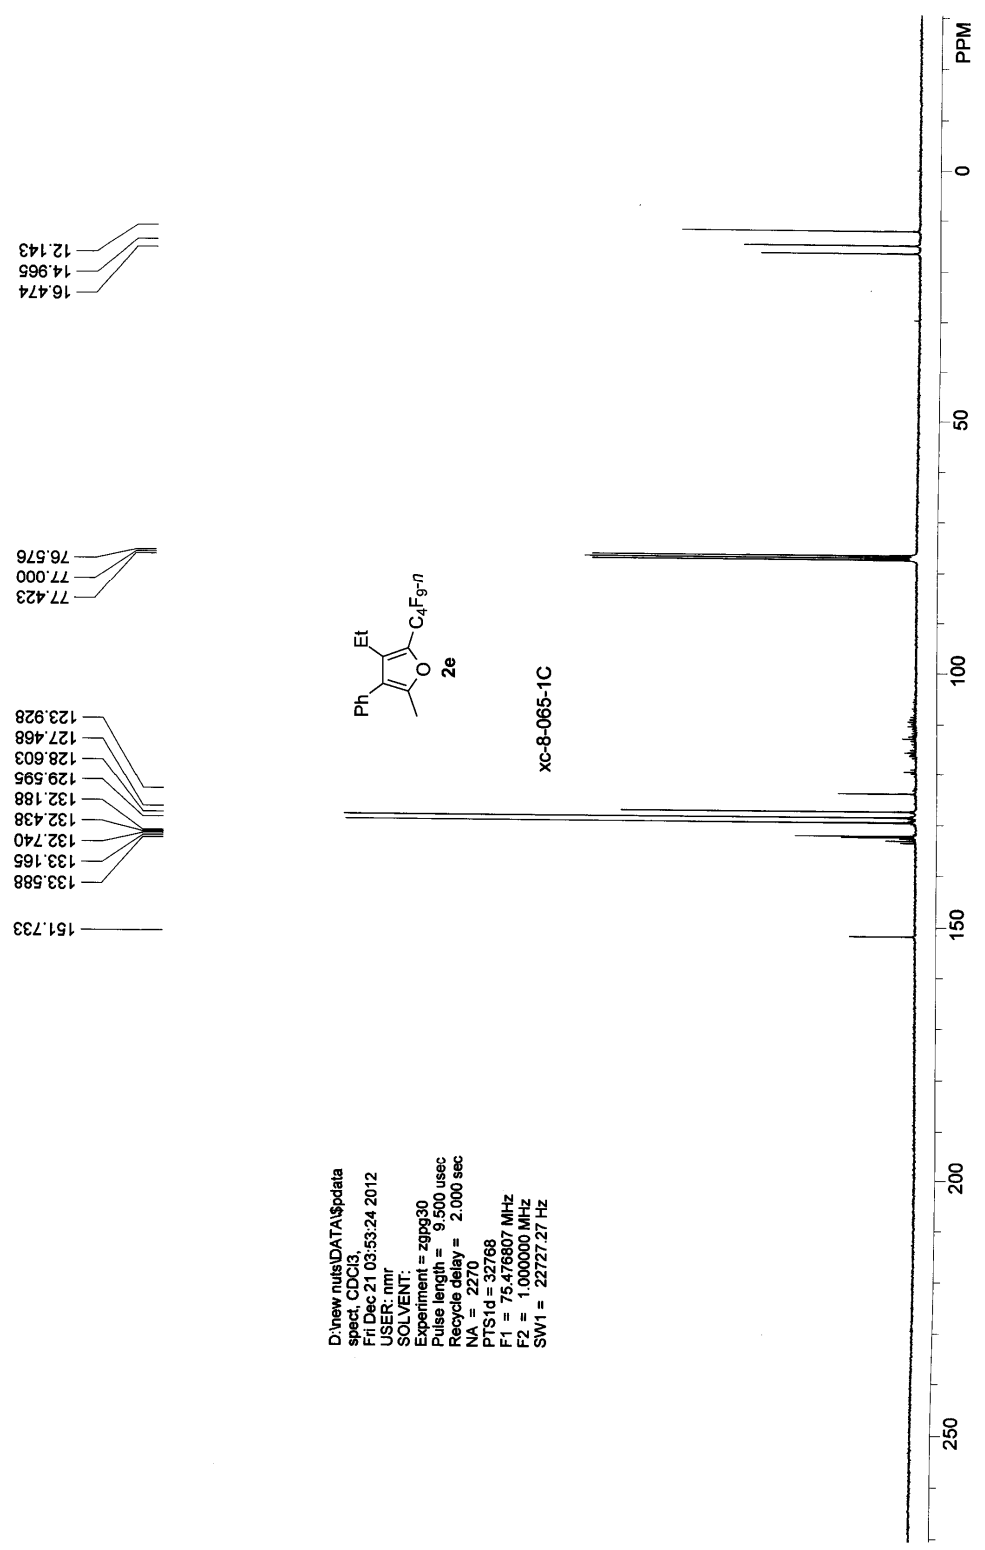 12.143
14.965
16.474
76.576
77.000
77.423
123.928
127.468
128.603
129.595
132.188
132.438
132.740
133.165
133.588
151.733
Ph
Et
O
C4F9-n
2e
xc-8-065-1C
D:\new nuts\DATA\$pdata
spect, CDCl3,
Fri Dec 21 03:53:24 2012
USER: nmr
SOLVENT:
Experiment = zgpg30
Pulse length = 9.500 usec
Recycle delay = 2.000 sec
NA = 2270
PTS1d = 32768
F1 = 75.476807 MHz
F2 = 1.000000 MHz
SW1 = 22727.27 Hz
250
200
150
100
50
0
PPM